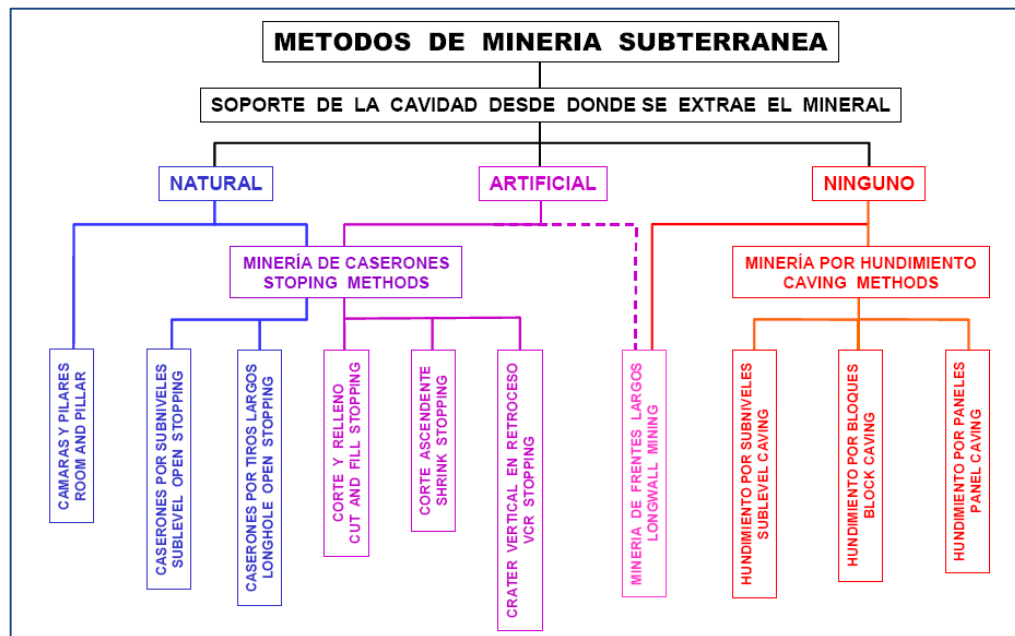 METODOS DE MINERIA SUBTERRANEA
SOPORTE DE LA CAVIDAD DESDE DONDE SE EXTRAE EL MINERAL
NATURAL
ARTIFICIAL
NINGUNO
MINERÍA DE CASERONES
STOPING METHODS
MINERÍA POR HUNDIMIENTO
CAVING METHODS
CAMARAS Y PILARES
ROOM AND PILLAR
CASERONES POR SUBNIVELES
SUBLEVEL OPEN STOPPING
CASERONES POR TIROS LARGOS
LONGHOLE OPEN STOPPING
CORTE Y RELLENO
CUT AND FILL STOPPING
CORTE ASCENDENTE
SHRINK STOPPING
CRATER VERTICAL EN RETROCESO
VCR STOPPING
MINERIA DE FRENTES LARGOS
LONGWALL MINING
HUNDIMIENTO POR SUBNIVELES
SUBLEVEL CAVING
HUNDIMIENTO POR BLOQUES
BLOCK CAVING
HUNDIMIENTO POR PANELES
PANEL CAVING